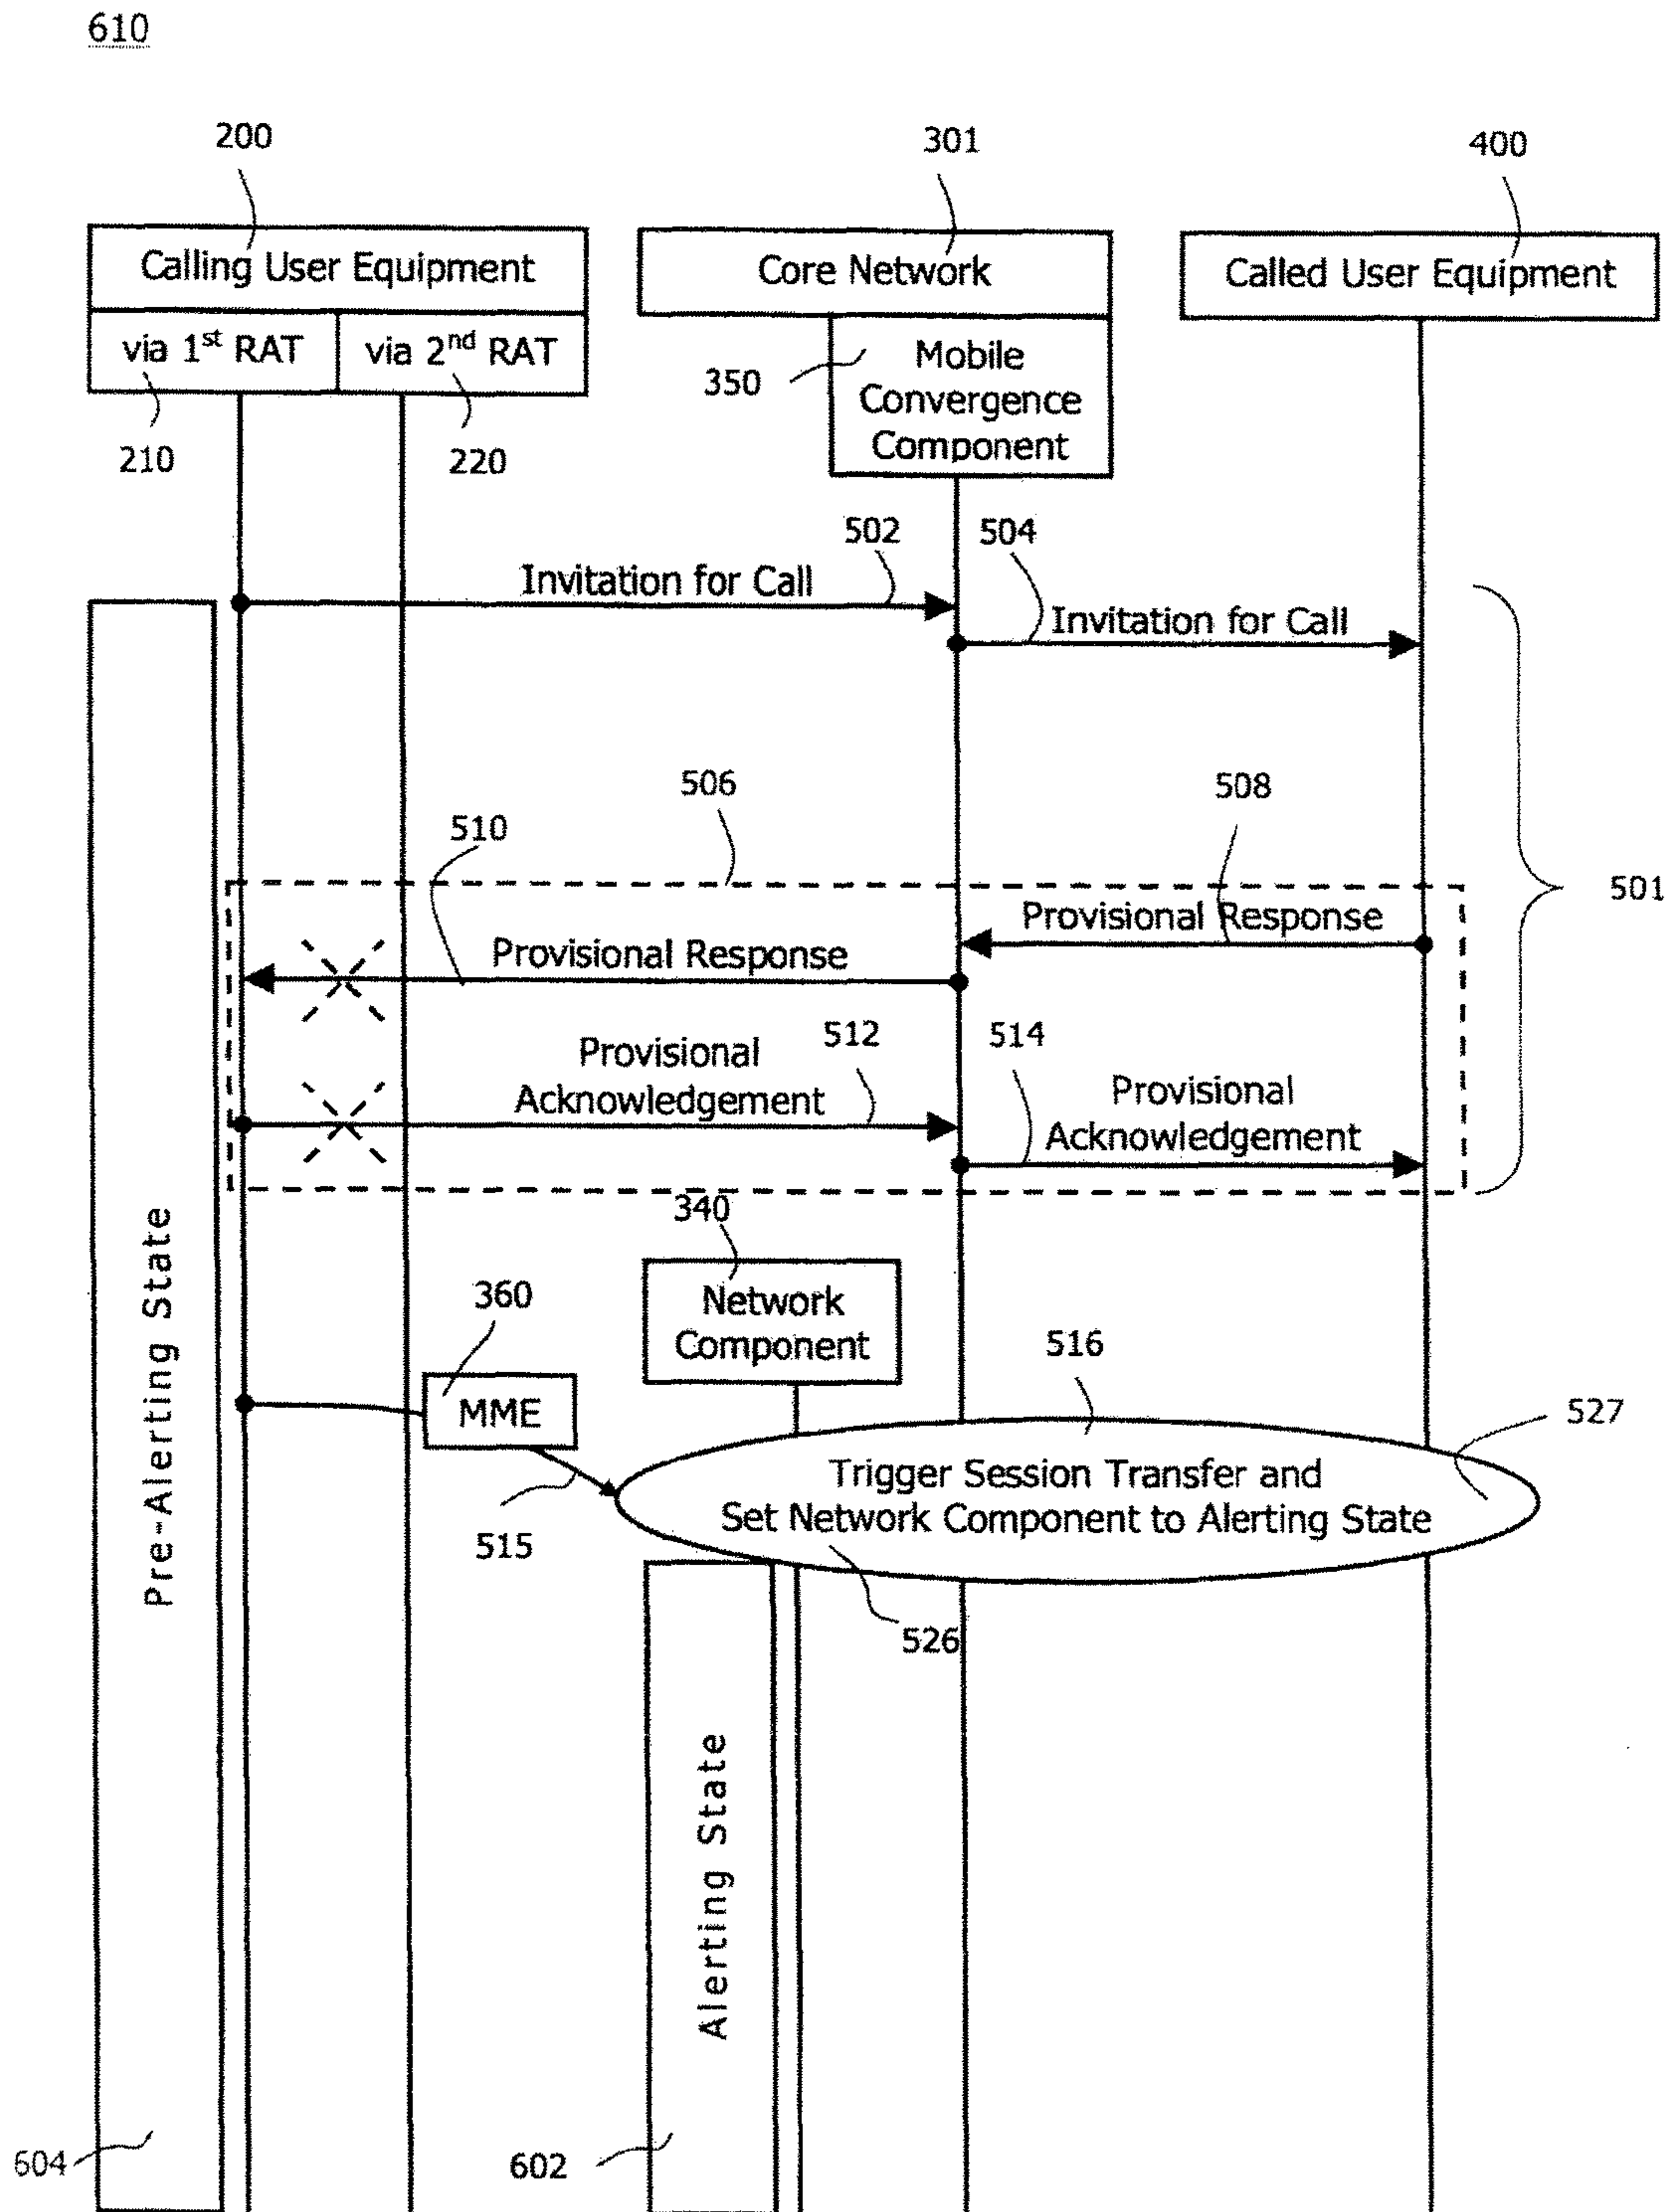 610
200
301
400
Calling User Equipment
Core Network
Called User Equipment
via 1st RAT
via 2nd RAT
350
Mobile
Convergence
Component
210
220
502
504
Invitation for Call
Invitation for Call
506
508
510
501
Provisional Response
Provisional Response
512
514
Provisional
Acknowledgement
Provisional
Acknowledgement
340
360
Network
Component
516
527
MME
Trigger Session Transfer and
Set Network Component to Alerting State
515
526
Pre-Alerting State
Alerting State
604
602